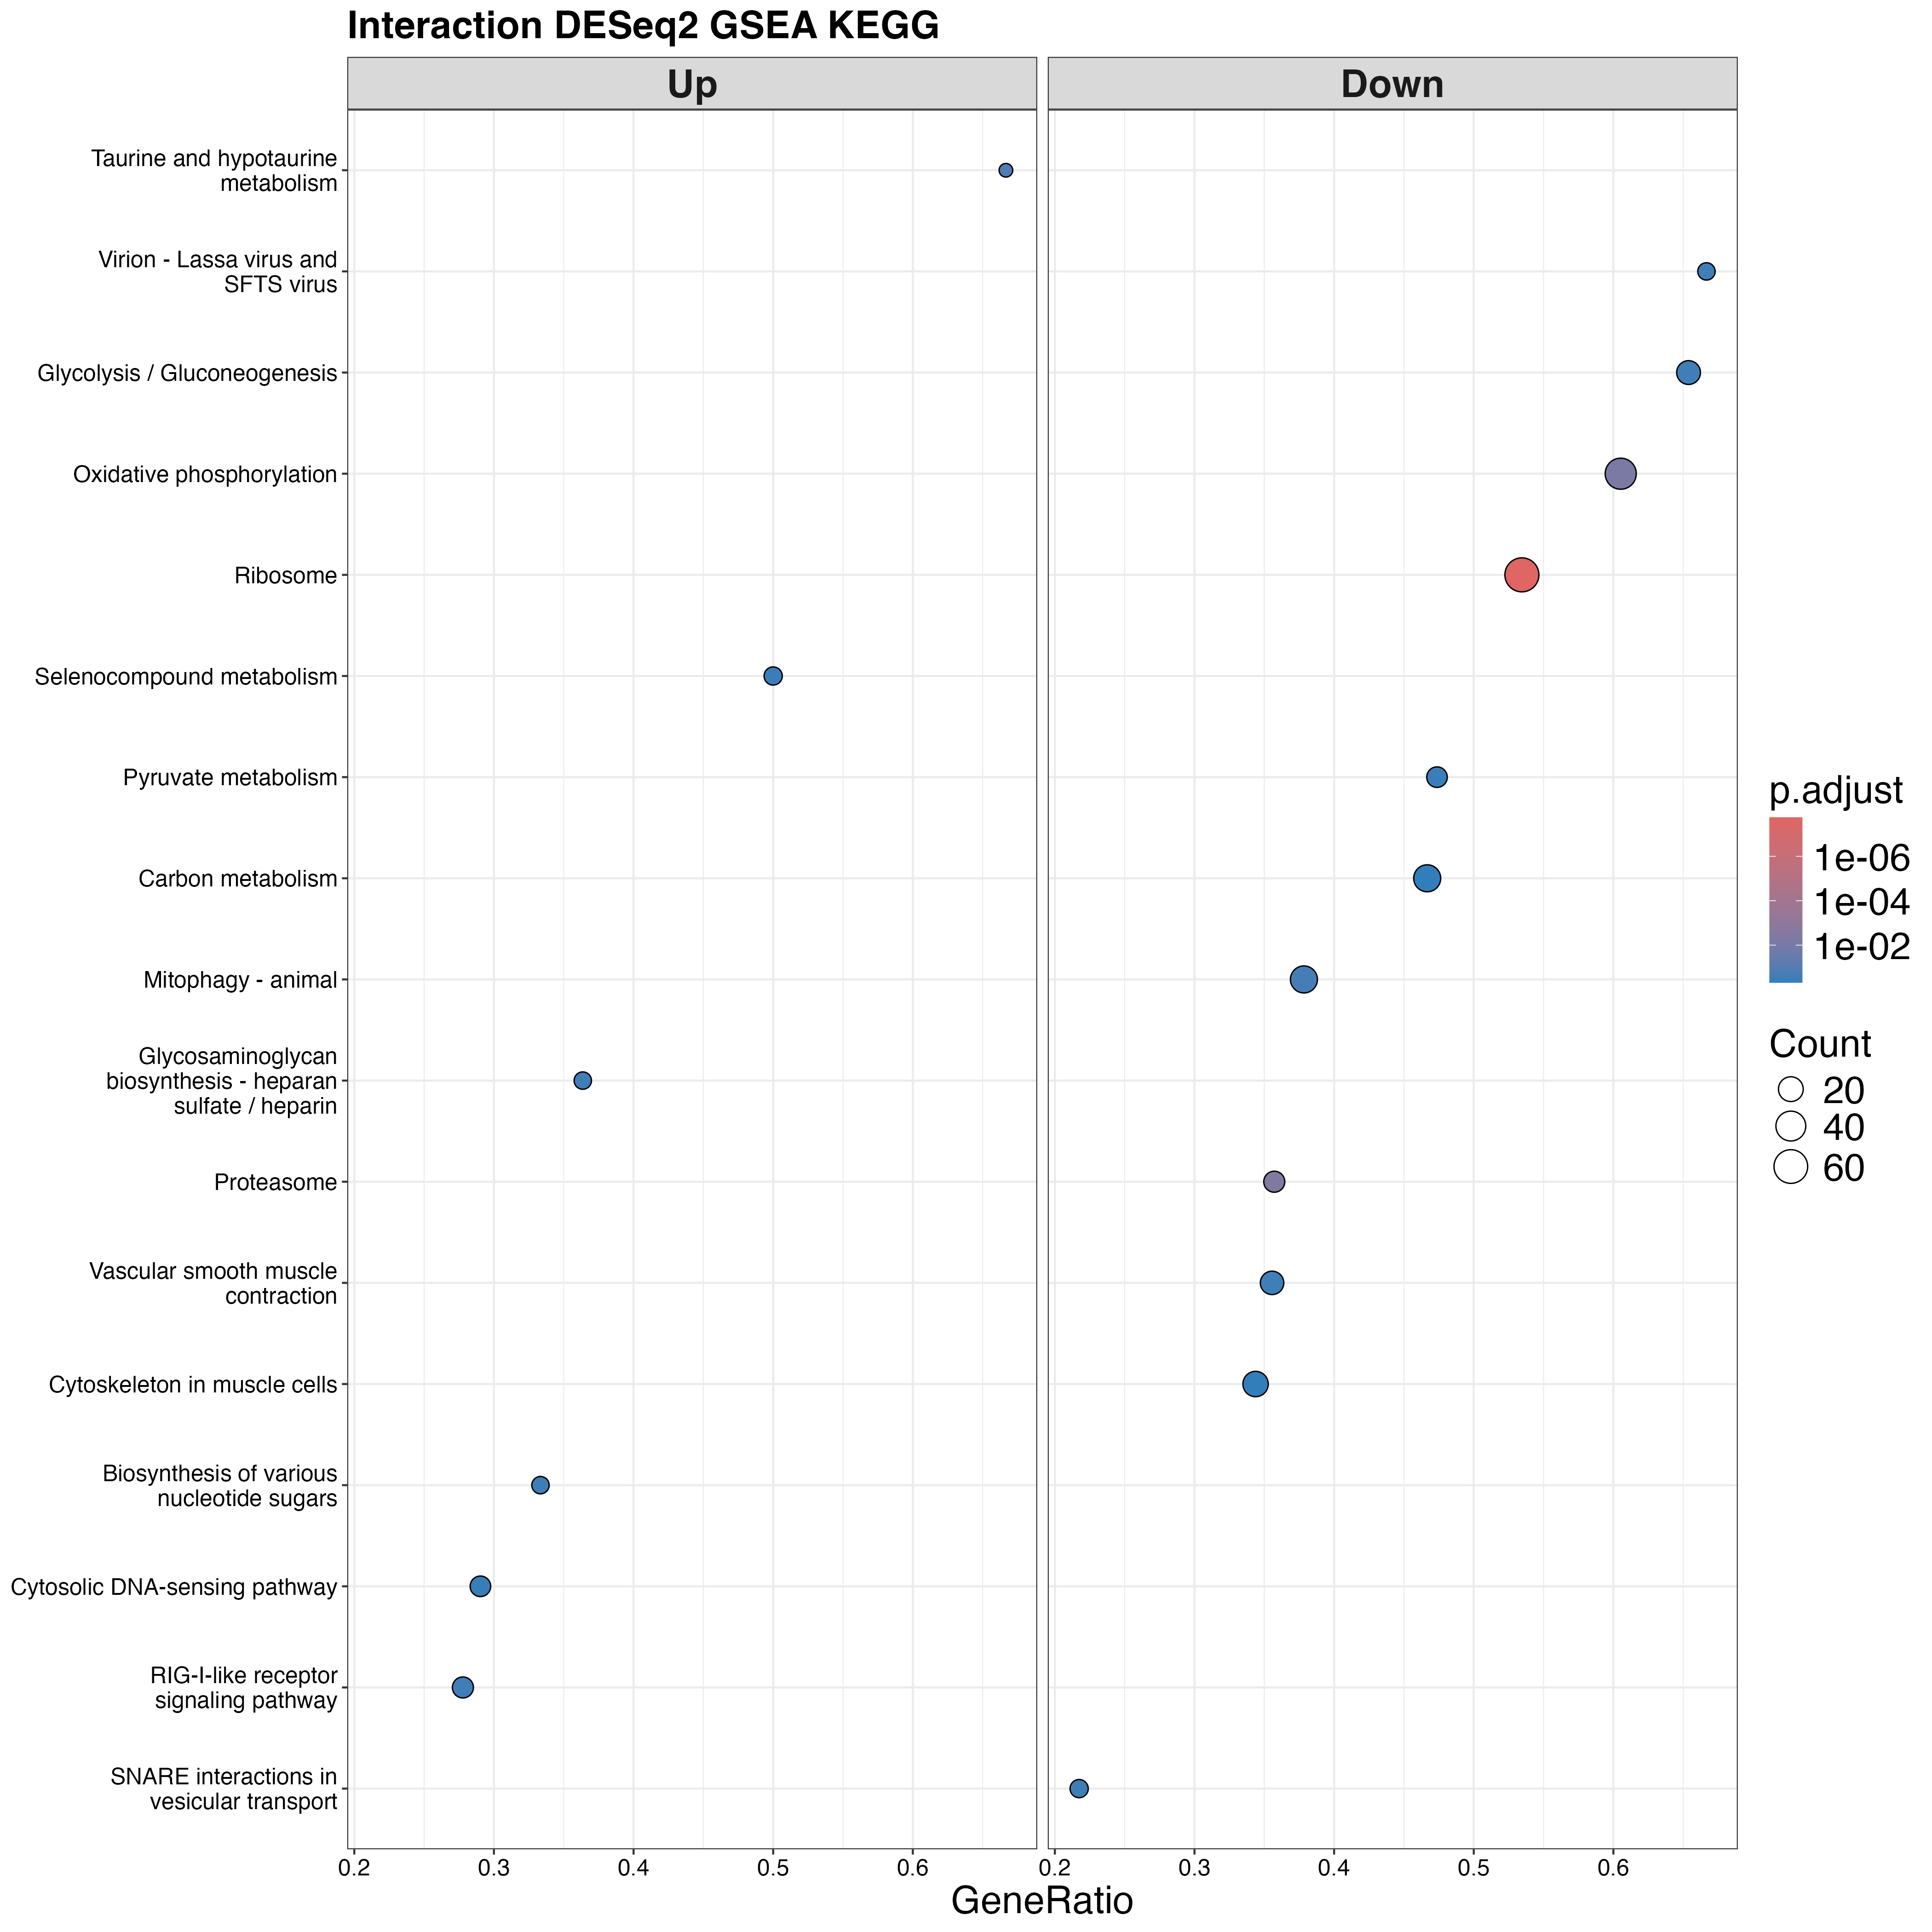 Interaction DESeq2 GSEA KEGG
Up
Down
Taurine and hypotaurine
metabolism
Virion - Lassa virus and
SFTS virus
Glycolysis / Gluconeogenesis
Oxidative phosphorylation
Ribosome
Selenocompound metabolism
Pyruvate metabolism
Carbon metabolism
Mitophagy - animal
Glycosaminoglycan
biosynthesis - heparan
sulfate / heparin
Proteasome
Vascular smooth muscle
contraction
Cytoskeleton in muscle cells
Biosynthesis of various
nucleotide sugars
Cytosolic DNA-sensing pathway
RIG-I-like receptor
signaling pathway
SNARE interactions in
vesicular transport
0.2 0.3 0.4 0.5 0.6
0.2 0.3 0.4 0.5 0.6
GeneRatio
p.adjust
1e-06
1e-04
1e-02
Count
20
40
60